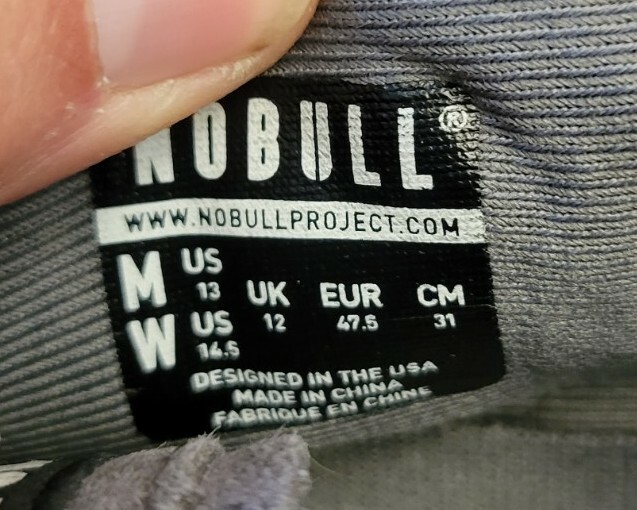 NOBULL®
WWW.NOBULLPROJECT.COM
M US 13 UK 12 EUR 47.5 CM 31
W US 14.5
DESIGNED IN THE USA
MADE IN CHINA
FABRIQUE EN CHINE